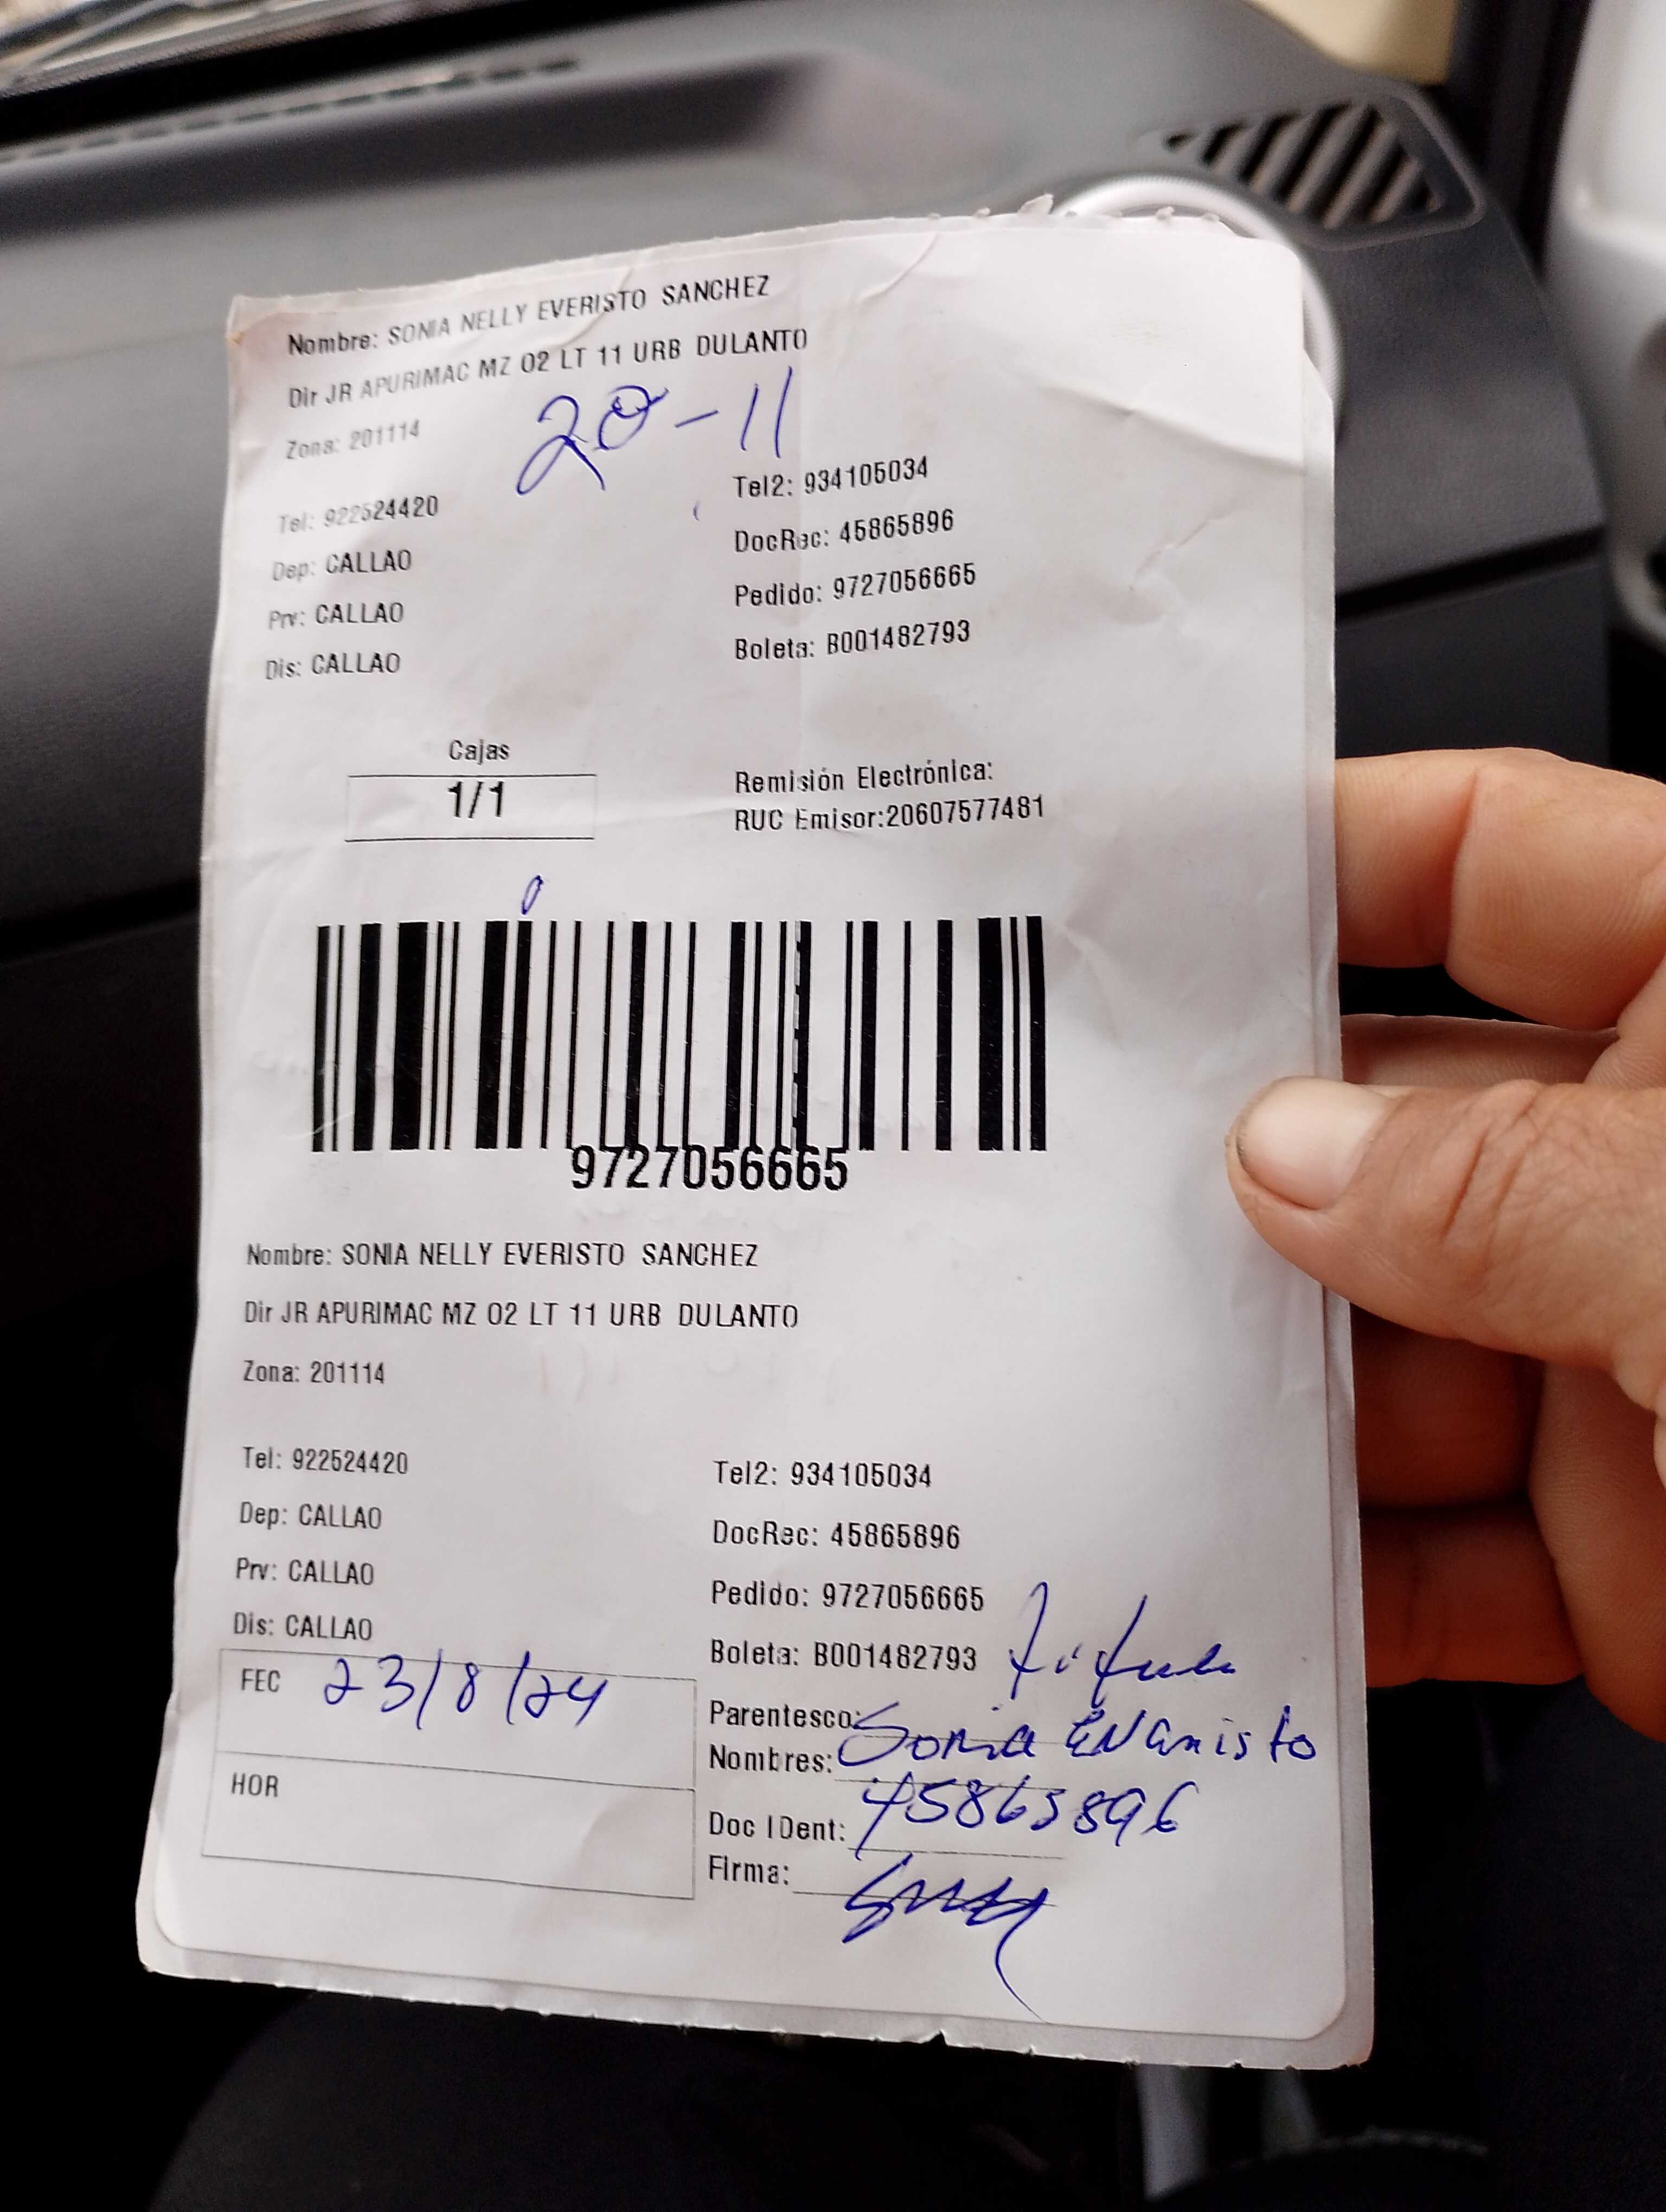 Nombre: SONIA NELLY EVERISTO SANCHEZ
Dir JR APURIMAC MZ O2 LT 11 URB DULANTO
Zona: 201114
20-11
Tel: 922524420
Tel2: 934105034
Dep: CALLAO
DocRec: 45865896
Prv: CALLAO
Pedido: 9727056665
Dis: CALLAO
Boleta: B001482793
Cajas
1/1
Remisión Electrónica:
RUC Emisor:20607577481
9727056665
Nombre: SONIA NELLY EVERISTO SANCHEZ
Dir JR APURIMAC MZ O2 LT 11 URB DULANTO
Zona: 201114
Tel: 922524420
Tel2: 934105034
Dep: CALLAO
DocRec: 45865896
Prv: CALLAO
Pedido: 9727056665
Dis: CALLAO
Boleta: B001482793
FEC 23/8/24
Parentesco:
Nombres: Sonia
HOR
Doc IDent: 45865896
Firma: